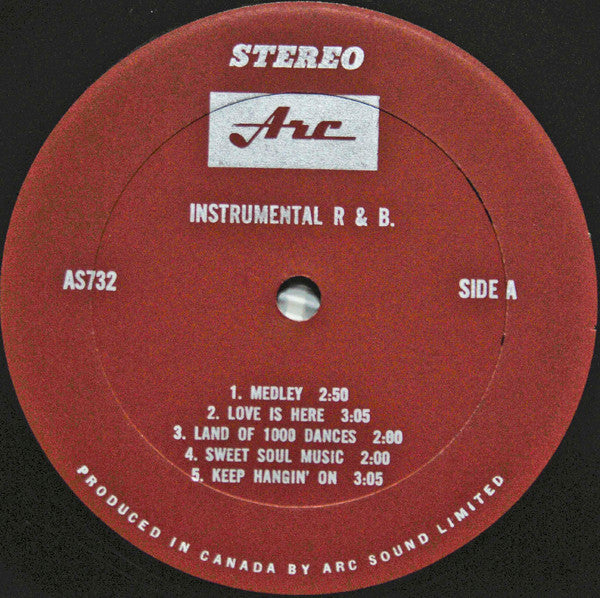 STEREO
Arc
INSTRUMENTAL R & B.
AS732
SIDE A
1. MEDLEY 2:50
2. LOVE IS HERE 3:05
3. LAND OF 1000 DANCES 2:00
4. SWEET SOUL MUSIC 2:00
5. KEEP HANGIN' ON 3:05
PRODUCED IN CANADA BY ARC SOUND LIMITED